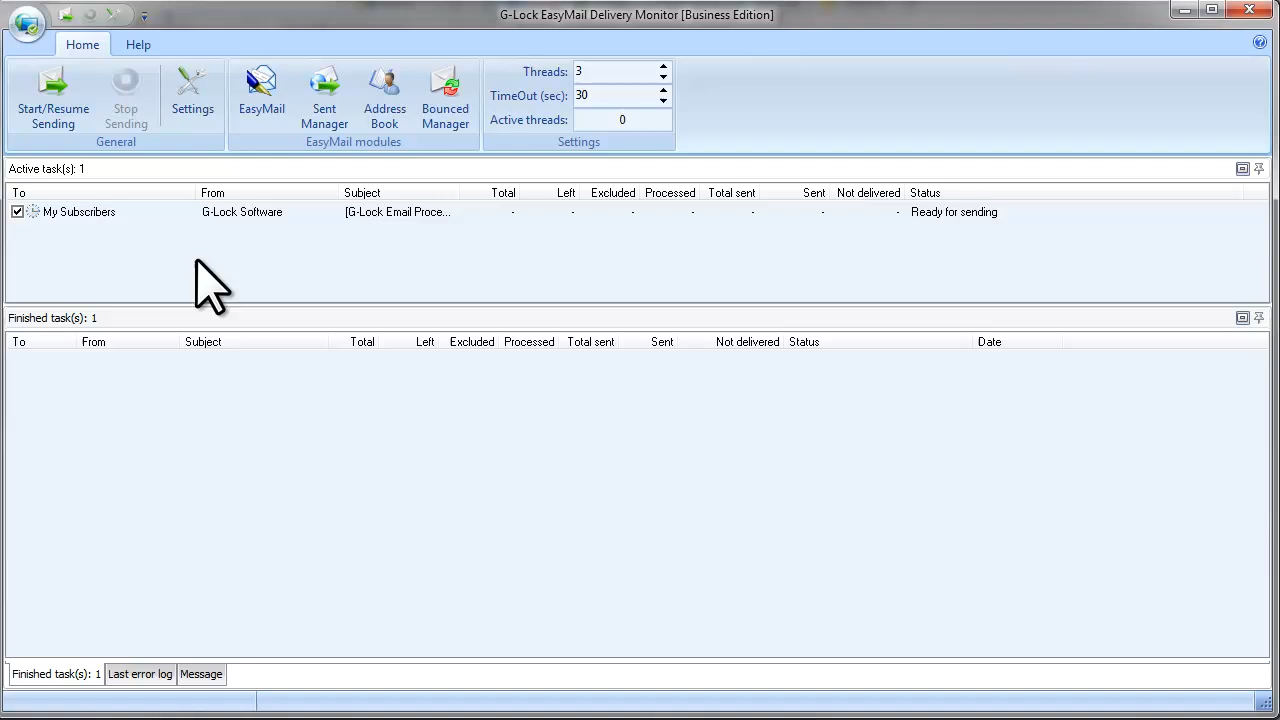 G-Lock EasyMail Delivery Monitor [Business Edition]
Home Help
Start/Resume Sending
Stop Sending
Settings
General
EasyMail
Sent Manager
Address Book
Bounced Manager
EasyMail modules
Threads: 3
TimeOut (sec): 30
Active threads: 0
Settings
Active task(s): 1
To From Subject Total Left Excluded Processed Total sent Sent Not delivered Status
My Subscribers G-Lock Software [G-Lock Email Proce... - - - - - - - Ready for sending
Finished task(s): 1
To From Subject Total Left Excluded Processed Total sent Sent Not delivered Status Date
Finished task(s): 1 Last error log Message